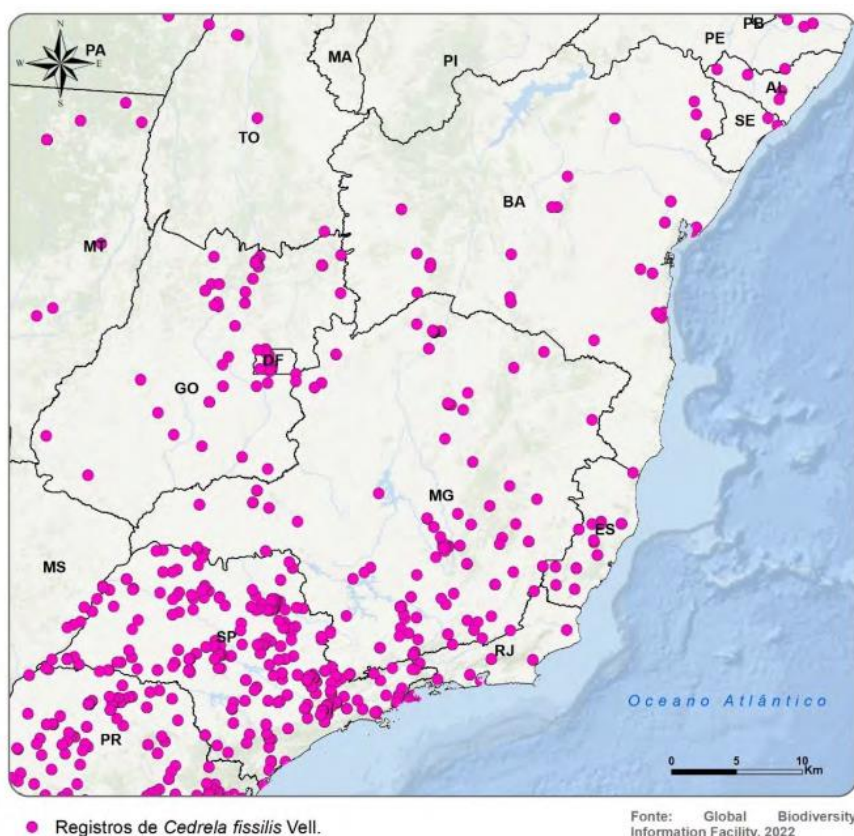 N
W E
S
PA
MA
PI
PE
PB
AL
SE
TO
BA
MT
DF
GO
MG
ES
MS
SP
RJ
PR
Oceano Atlântico
0 5 10
Km
Registros de Cedrela fissilis Vell.
Fonte: Global Biodiversity
Information Facility, 2022